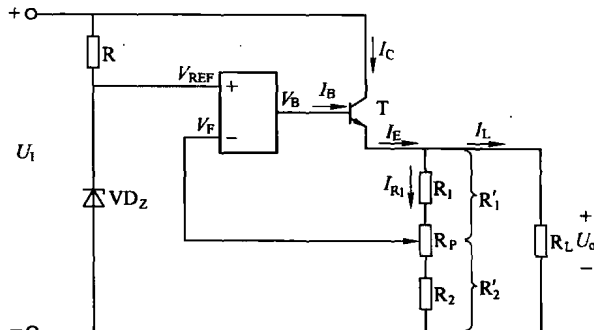 +
R
V_REF
+
V_B
I_B
T
I_C
V_F
−
I_E
I_L
U_I
VD_Z
I_R1
R_1
R'_1
R_P
R_L
+
U_o
−
R_2
R'_2
−